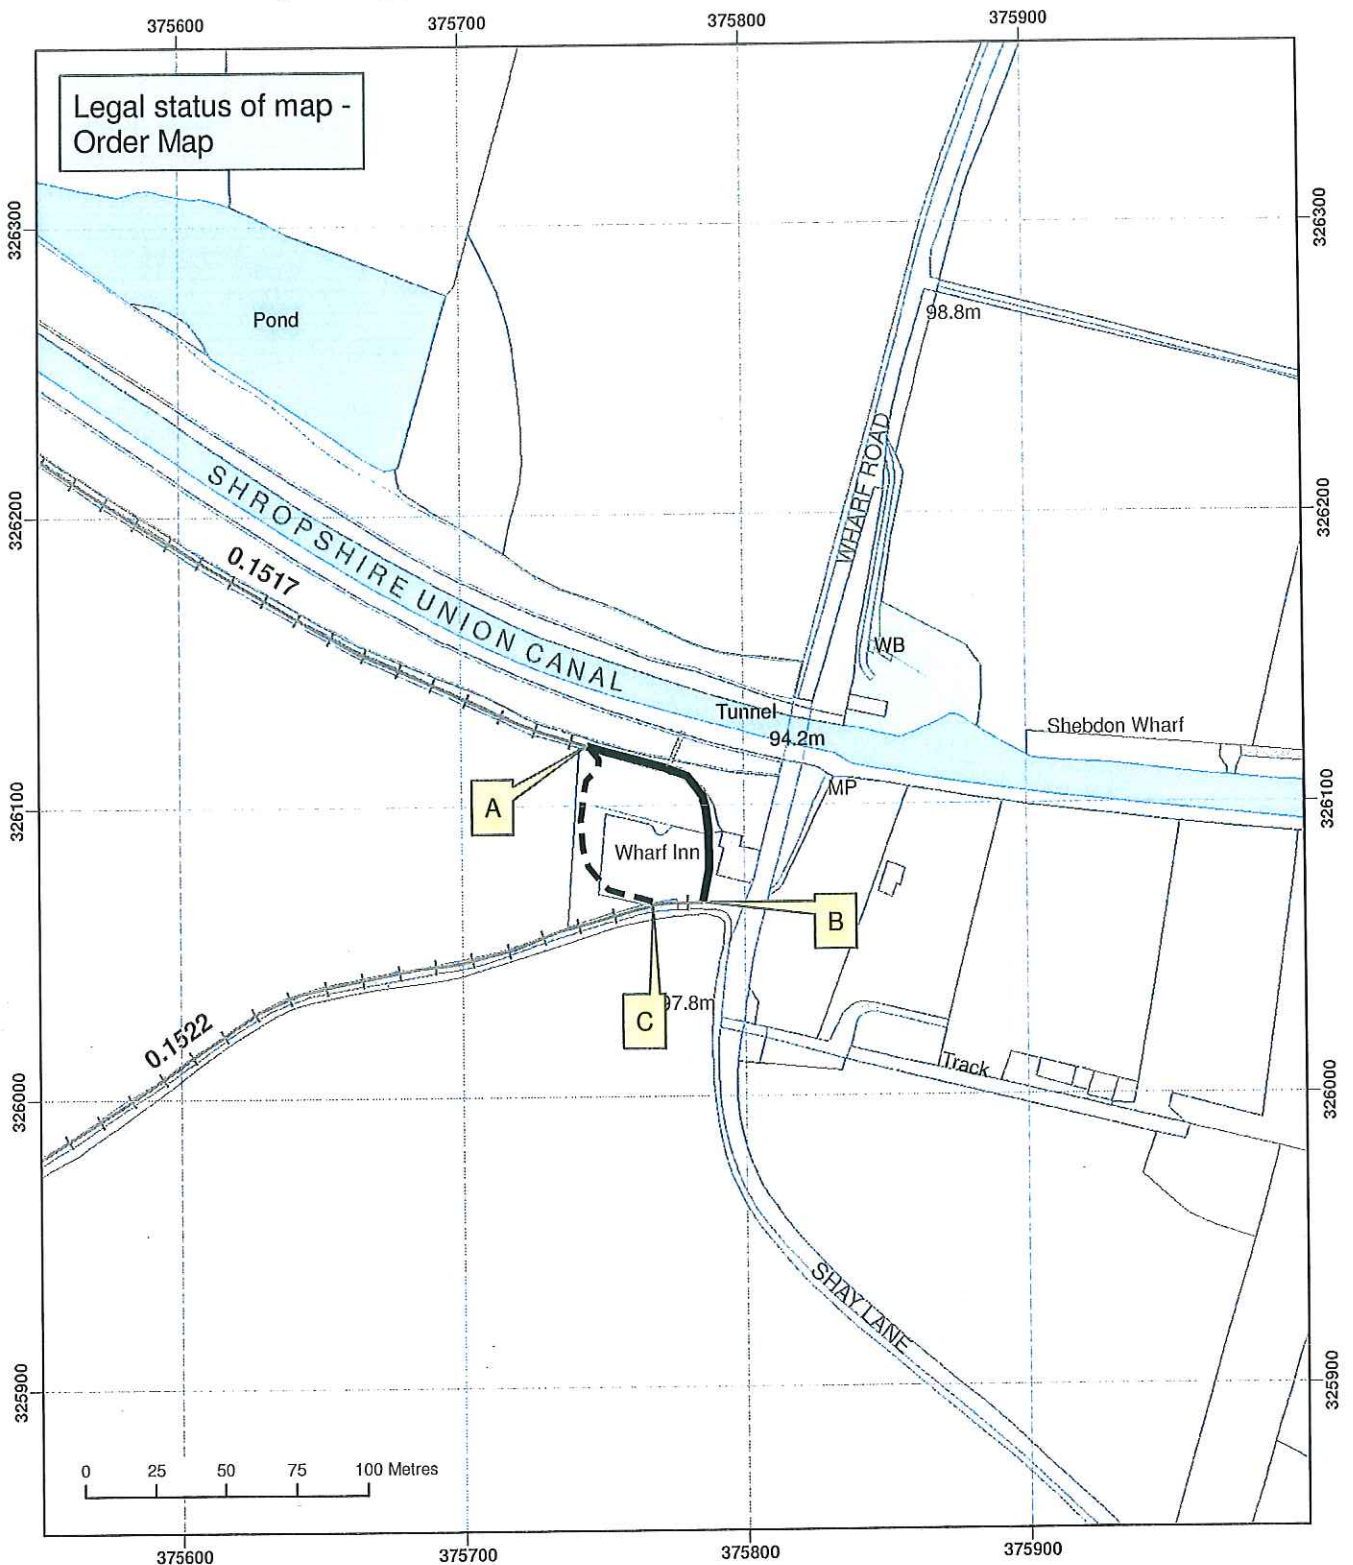 375600
375700
375800
375900
Legal status of map -
Order Map
326300
326300
Pond
98.8m
WHARF ROAD
326200
326200
0.1517
SHROPSHIRE UNION CANAL
WB
Tunnel
Shebdon Wharf
94.2m
MP
A
326100
326100
Wharf Inn
B
C
97.8m
0.1522
Track
326000
326000
SHAY LANE
325900
325900
0 25 50 75 100 Metres
375600
375700
375800
375900